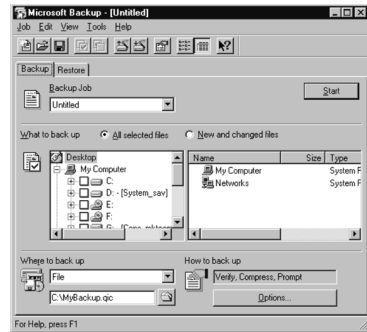 Microsoft Backup - [Untitled]
Job Edit View Tools Help
Backup Restore
Backup Job
Untitled
Start
What to back up
All selected files
New and changed files
Desktop
My Computer
C:
D: - [System_sav]
E:
F:
Name Size Type
My Computer System F
Networks System F
Where to back up
File
C:\MyBackup.qic
How to back up
Verify, Compress, Prompt
Options...
For Help, press F1